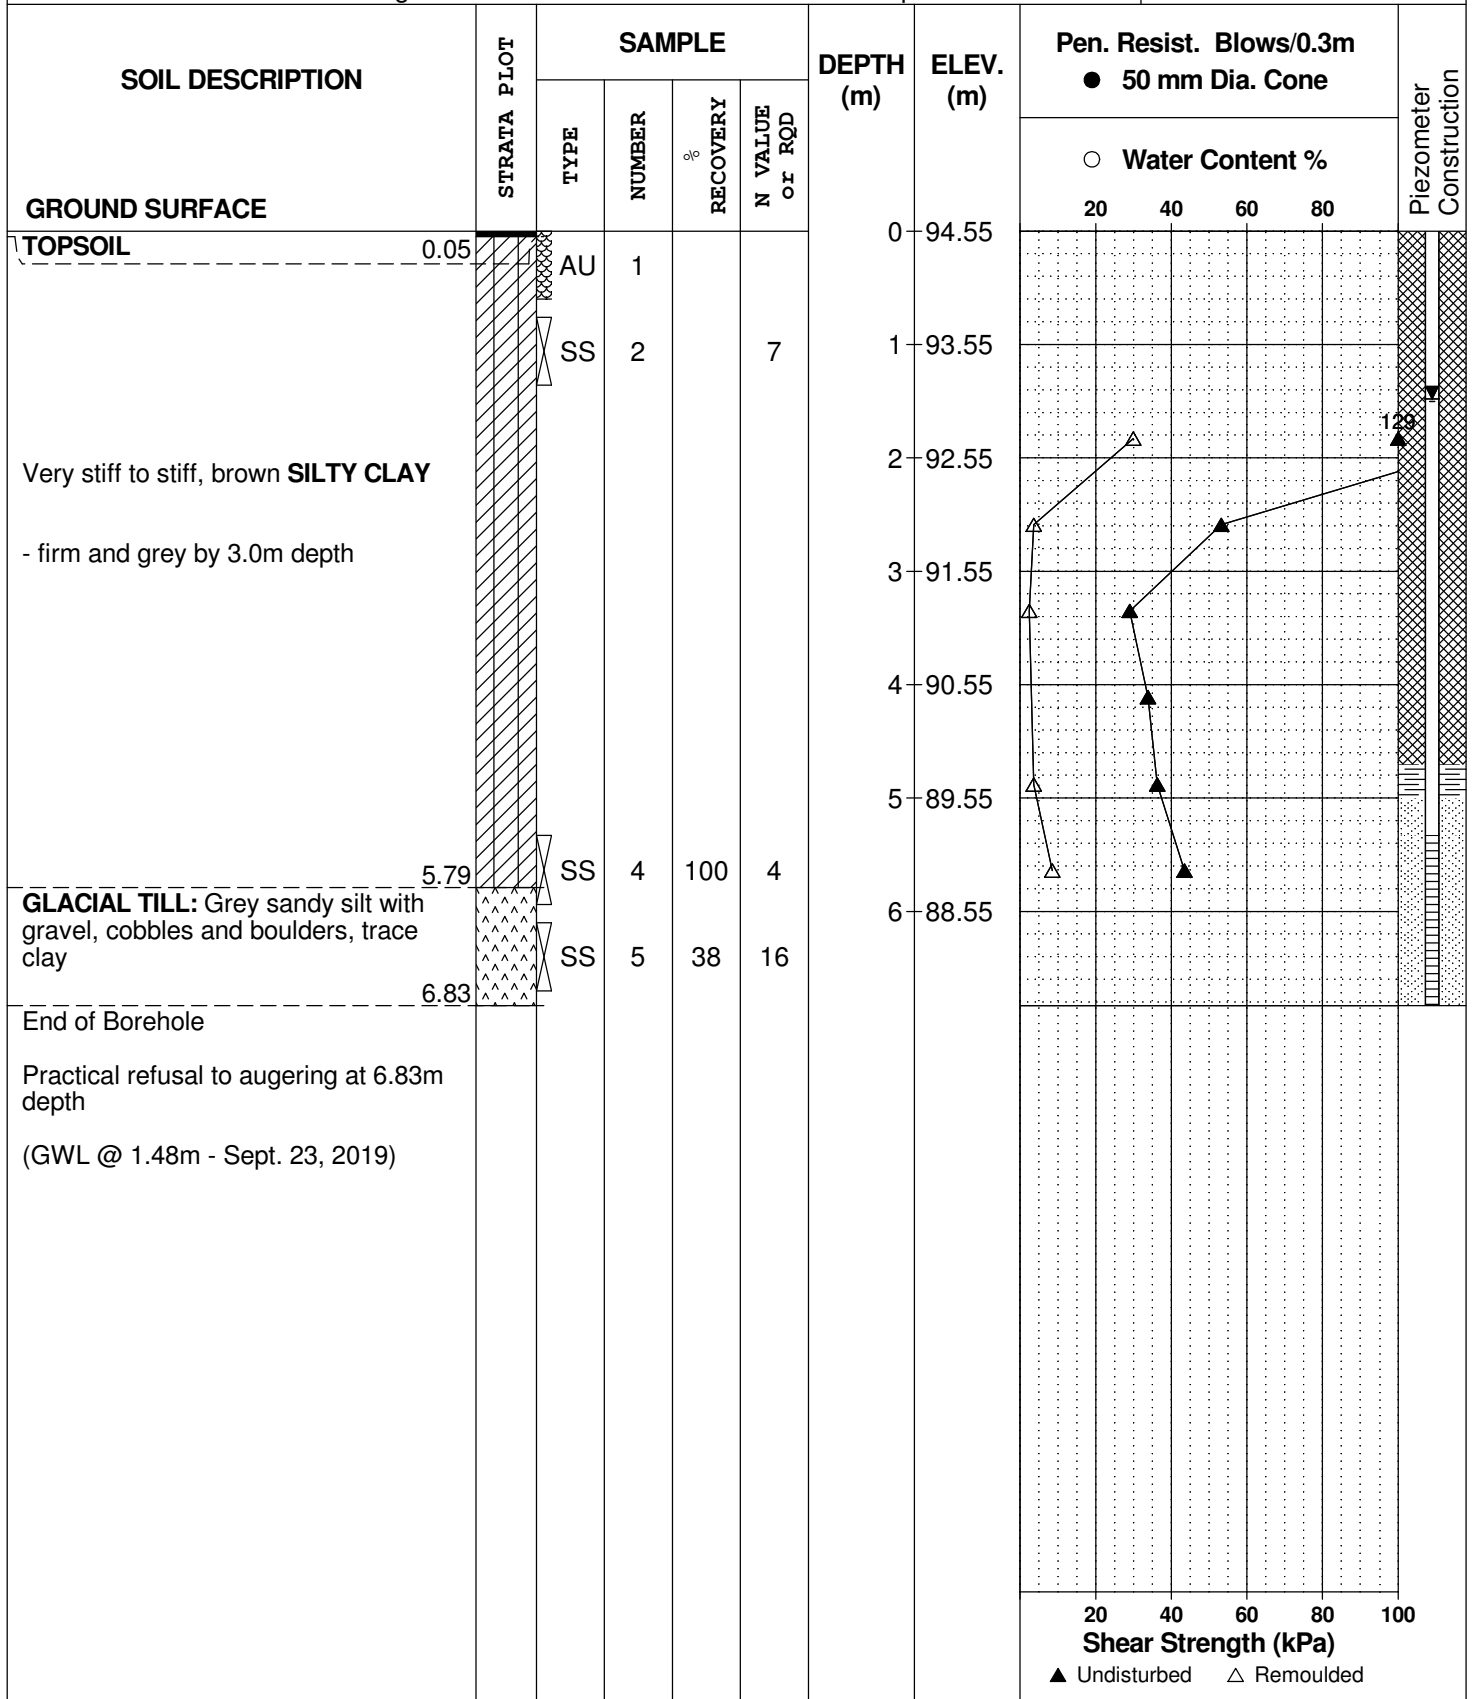 SOIL DESCRIPTION
GROUND SURFACE
STRATA PLOT
SAMPLE
TYPE
NUMBER
%
RECOVERY
N VALUE
or RQD
DEPTH
(m)
ELEV.
(m)
Pen. Resist. Blows/0.3m
● 50 mm Dia. Cone
○ Water Content %
20 40 60 80
Piezometer
Construction
TOPSOIL 0.05
AU 1
0 94.55
SS 2 7
1 93.55
129
2 92.55
Very stiff to stiff, brown SILTY CLAY
- firm and grey by 3.0m depth
3 91.55
4 90.55
5 89.55
5.79
SS 4 100 4
GLACIAL TILL: Grey sandy silt with
gravel, cobbles and boulders, trace
clay
6 88.55
SS 5 38 16
6.83
End of Borehole
Practical refusal to augering at 6.83m
depth
(GWL @ 1.48m - Sept. 23, 2019)
20 40 60 80 100
Shear Strength (kPa)
▲ Undisturbed △ Remoulded